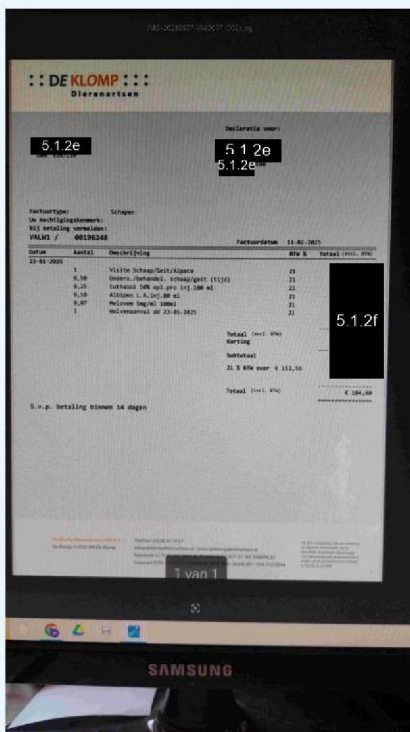 :: DE KLOMP :::
Dierenartsen
Declaratie voor:
5.1.2e
5.1.2e
5.1.2e
Factuurtype: Schapen
Uw machtigingskenmerk:
Bij betaling vermelden:
VALW1 / 00196248
Factuurdatum 11-02-2025
Datum Aantal Omschrijving BTW % Totaal (excl. BTW)
23-01-2025
1 Visite Schaap/Geit/Alpaca 21
0,50 Onderz./behandel. schaap/geit (tijd) 21
0,25 Euthasol 50% opl.pro inj.100 ml 21
0,10 Albipen L.A.inj.80 ml 21
0,07 Meloxem 5mg/ml 100ml 21
1 Wolvenaanval dd 23-01-2025 21
5.1.2f
Totaal (excl. BTW)
Korting
Subtotaal
21 % BTW over € 152,56
Totaal (incl. BTW) € 184,60
S.v.p. betaling binnen 14 dagen
1 van 1
SAMSUNG